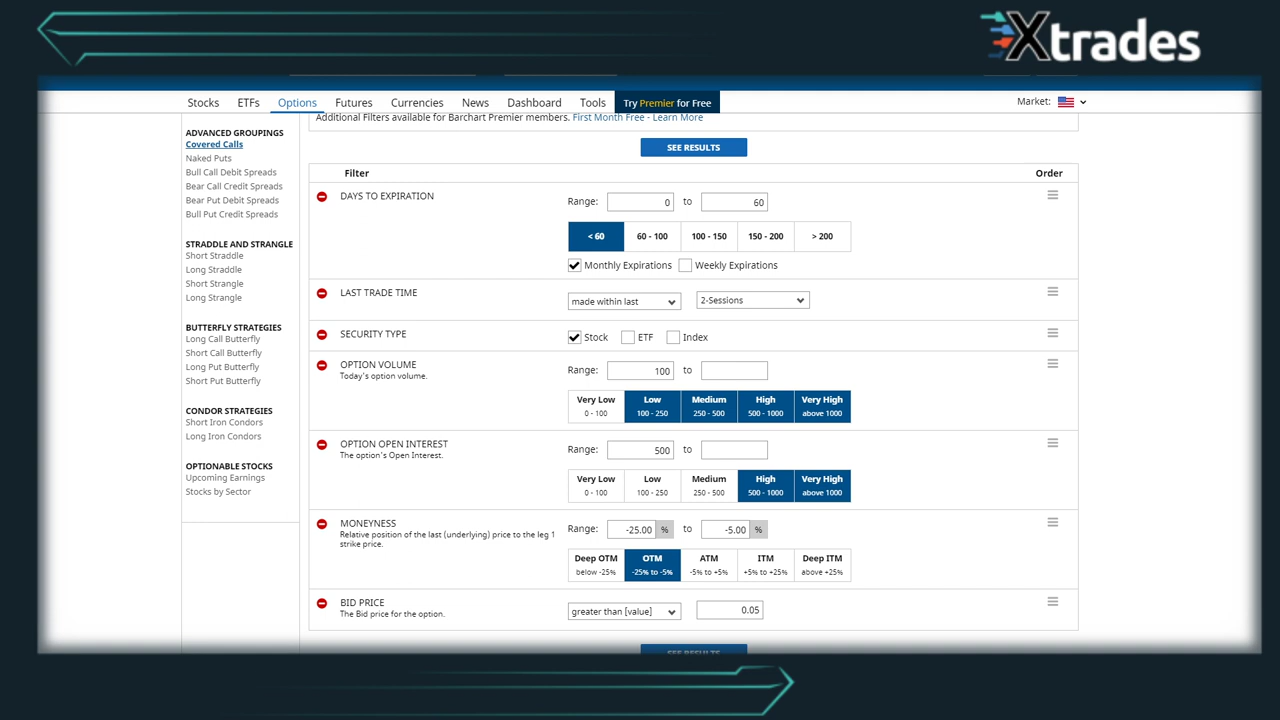 Xtrades
Stocks ETFs Options Futures Currencies News Dashboard Tools Try Premier for Free Market:
Additional Filters available for Barchart Premier members. First Month Free - Learn More
ADVANCED GROUPINGS
Covered Calls
Naked Puts
Bull Call Debit Spreads
Bear Call Credit Spreads
Bear Put Debit Spreads
Bull Put Credit Spreads
STRADDLE AND STRANGLE
Short Straddle
Long Straddle
Short Strangle
Long Strangle
BUTTERFLY STRATEGIES
Long Call Butterfly
Short Call Butterfly
Long Put Butterfly
Short Put Butterfly
CONDOR STRATEGIES
Short Iron Condors
Long Iron Condors
OPTIONABLE STOCKS
Upcoming Earnings
Stocks by Sector
SEE RESULTS
Filter Order
DAYS TO EXPIRATION Range: 0 to 60
< 60 60 - 100 100 - 150 150 - 200 > 200
Monthly Expirations Weekly Expirations
LAST TRADE TIME made within last 2-Sessions
SECURITY TYPE Stock ETF Index
OPTION VOLUME Range: 100 to
Today's option volume.
Very Low Low Medium High Very High
0 - 100 100 - 250 250 - 500 500 - 1000 above 1000
OPTION OPEN INTEREST Range: 500 to
The option's Open Interest.
Very Low Low Medium High Very High
0 - 100 100 - 250 250 - 500 500 - 1000 above 1000
MONEYNESS Range: -25.00 % to -5.00 %
Relative position of the last (underlying) price to the leg 1
strike price.
Deep OTM OTM ATM ITM Deep ITM
below -25% -25% to -5% -5% to +5% +5% to +25% above +25%
BID PRICE greater than [value] 0.05
The Bid price for the option.
SEE RESULTS